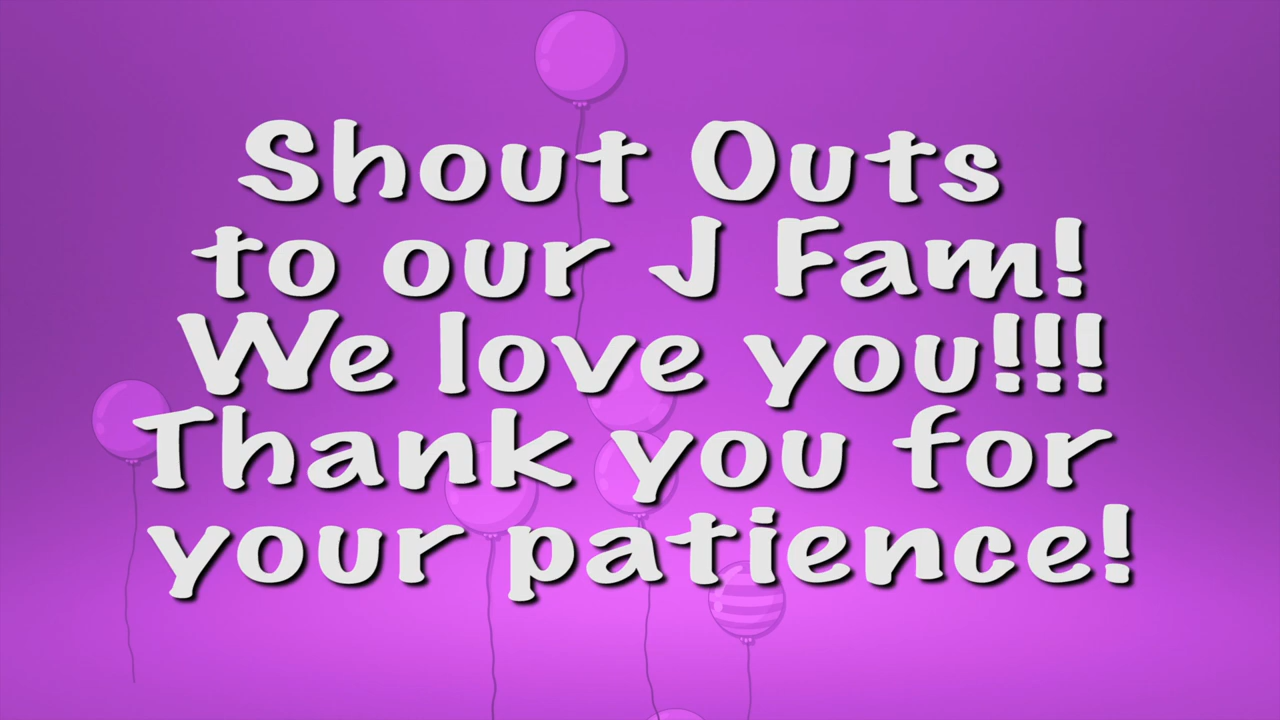 Shout Outs
to our J Fam!
We love you!!!
Thank you for
your patience!